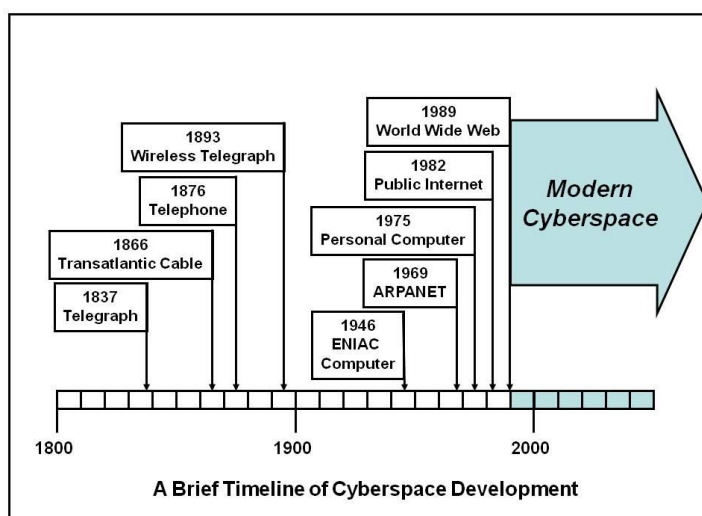 1989
World Wide Web
1893
Wireless Telegraph
1982
Public Internet
1876
Telephone
Modern
Cyberspace
1975
Personal Computer
1866
Transatlantic Cable
1969
ARPANET
1837
Telegraph
1946
ENIAC
Computer
1800
1900
2000
A Brief Timeline of Cyberspace Development